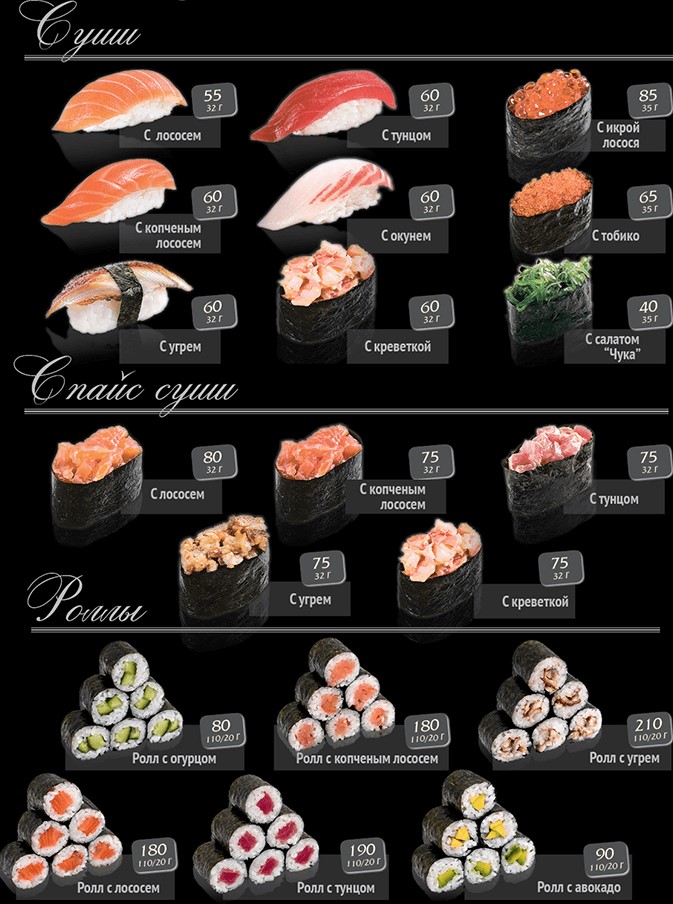 Суши
55
32 г
С лососем
60
32 г
С тунцом
85
35 г
С икрой
лосося
60
32 г
С копченым
лососем
60
32 г
С окунем
65
35 г
С тобико
60
32 г
С угрем
60
32 г
С креветкой
40
35 г
С салатом
"Чука"
Спайс суши
80
32 г
С лососем
75
32 г
С копченым
лососем
75
32 г
С тунцом
75
32 г
С угрем
75
32 г
С креветкой
Роллы
80
110/20 г
Ролл с огурцом
180
110/20 г
Ролл с копченым лососем
210
110/20 г
Ролл с угрем
180
110/20 г
Ролл с лососем
190
110/20 г
Ролл с тунцом
90
110/20 г
Ролл с авокадо